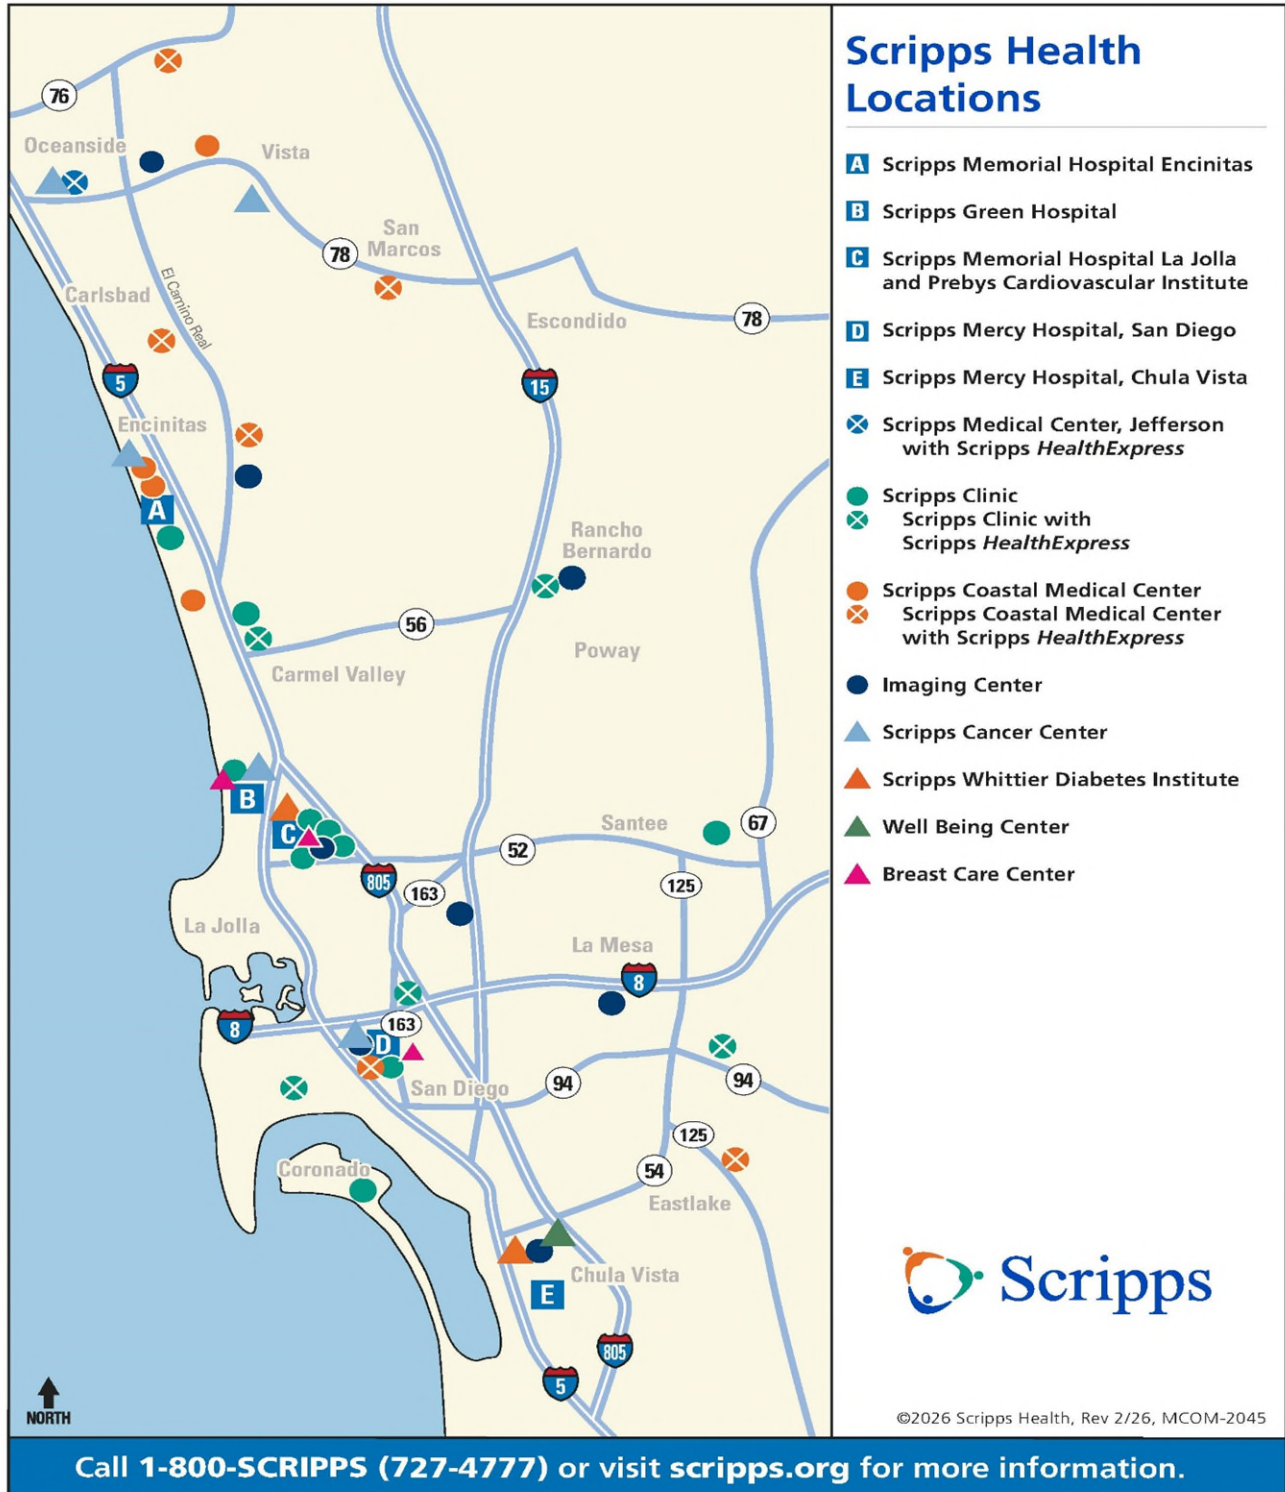 76
Oceanside
Vista
San
Marcos
78
El Camino Real
Carlsbad
Escondido
78
5
15
Encinitas
A
Rancho
Bernardo
56
Poway
Carmel Valley
B
C
Santee
67
52
805
163
125
La Jolla
La Mesa
8
8
163
D
San Diego
94
94
125
Coronado
54
Eastlake
Chula Vista
E
805
5
NORTH
Scripps Health
Locations
A Scripps Memorial Hospital Encinitas
B Scripps Green Hospital
C Scripps Memorial Hospital La Jolla
and Prebys Cardiovascular Institute
D Scripps Mercy Hospital, San Diego
E Scripps Mercy Hospital, Chula Vista
Scripps Medical Center, Jefferson
with Scripps HealthExpress
Scripps Clinic
Scripps Clinic with
Scripps HealthExpress
Scripps Coastal Medical Center
Scripps Coastal Medical Center
with Scripps HealthExpress
Imaging Center
Scripps Cancer Center
Scripps Whittier Diabetes Institute
Well Being Center
Breast Care Center
Scripps
©2026 Scripps Health, Rev 2/26, MCOM-2045
Call 1-800-SCRIPPS (727-4777) or visit scripps.org for more information.